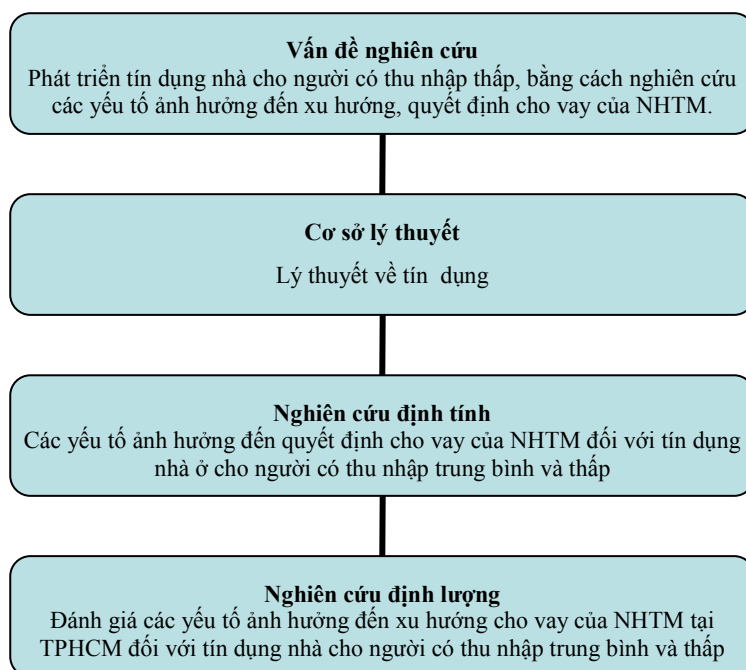 Vấn đề nghiên cứu
Phát triển tín dụng nhà cho người có thu nhập thấp, bằng cách nghiên cứu
các yếu tố ảnh hưởng đến xu hướng, quyết định cho vay của NHTM.
Cơ sở lý thuyết
Lý thuyết về tín dụng
Nghiên cứu định tính
Các yếu tố ảnh hưởng đến quyết định cho vay của NHTM đối với tín dụng
nhà ở cho người có thu nhập trung bình và thấp
Nghiên cứu định lượng
Đánh giá các yếu tố ảnh hưởng đến xu hướng cho vay của NHTM tại
TPHCM đối với tín dụng nhà cho người có thu nhập trung bình và thấp